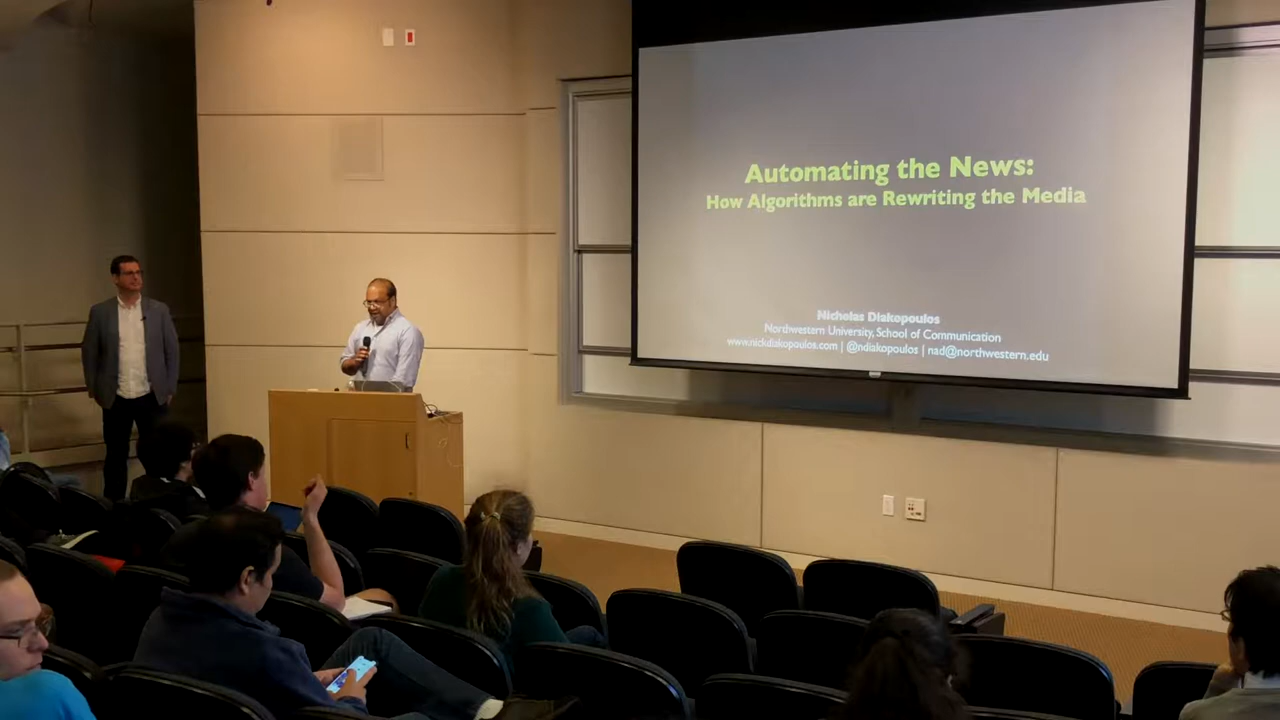 Automating the News:
How Algorithms are Rewriting the Media
Nicholas Diakopoulos
Northwestern University, School of Communication
www.nickdiakopoulos.com | @ndiakopoulos | nad@northwestern.edu